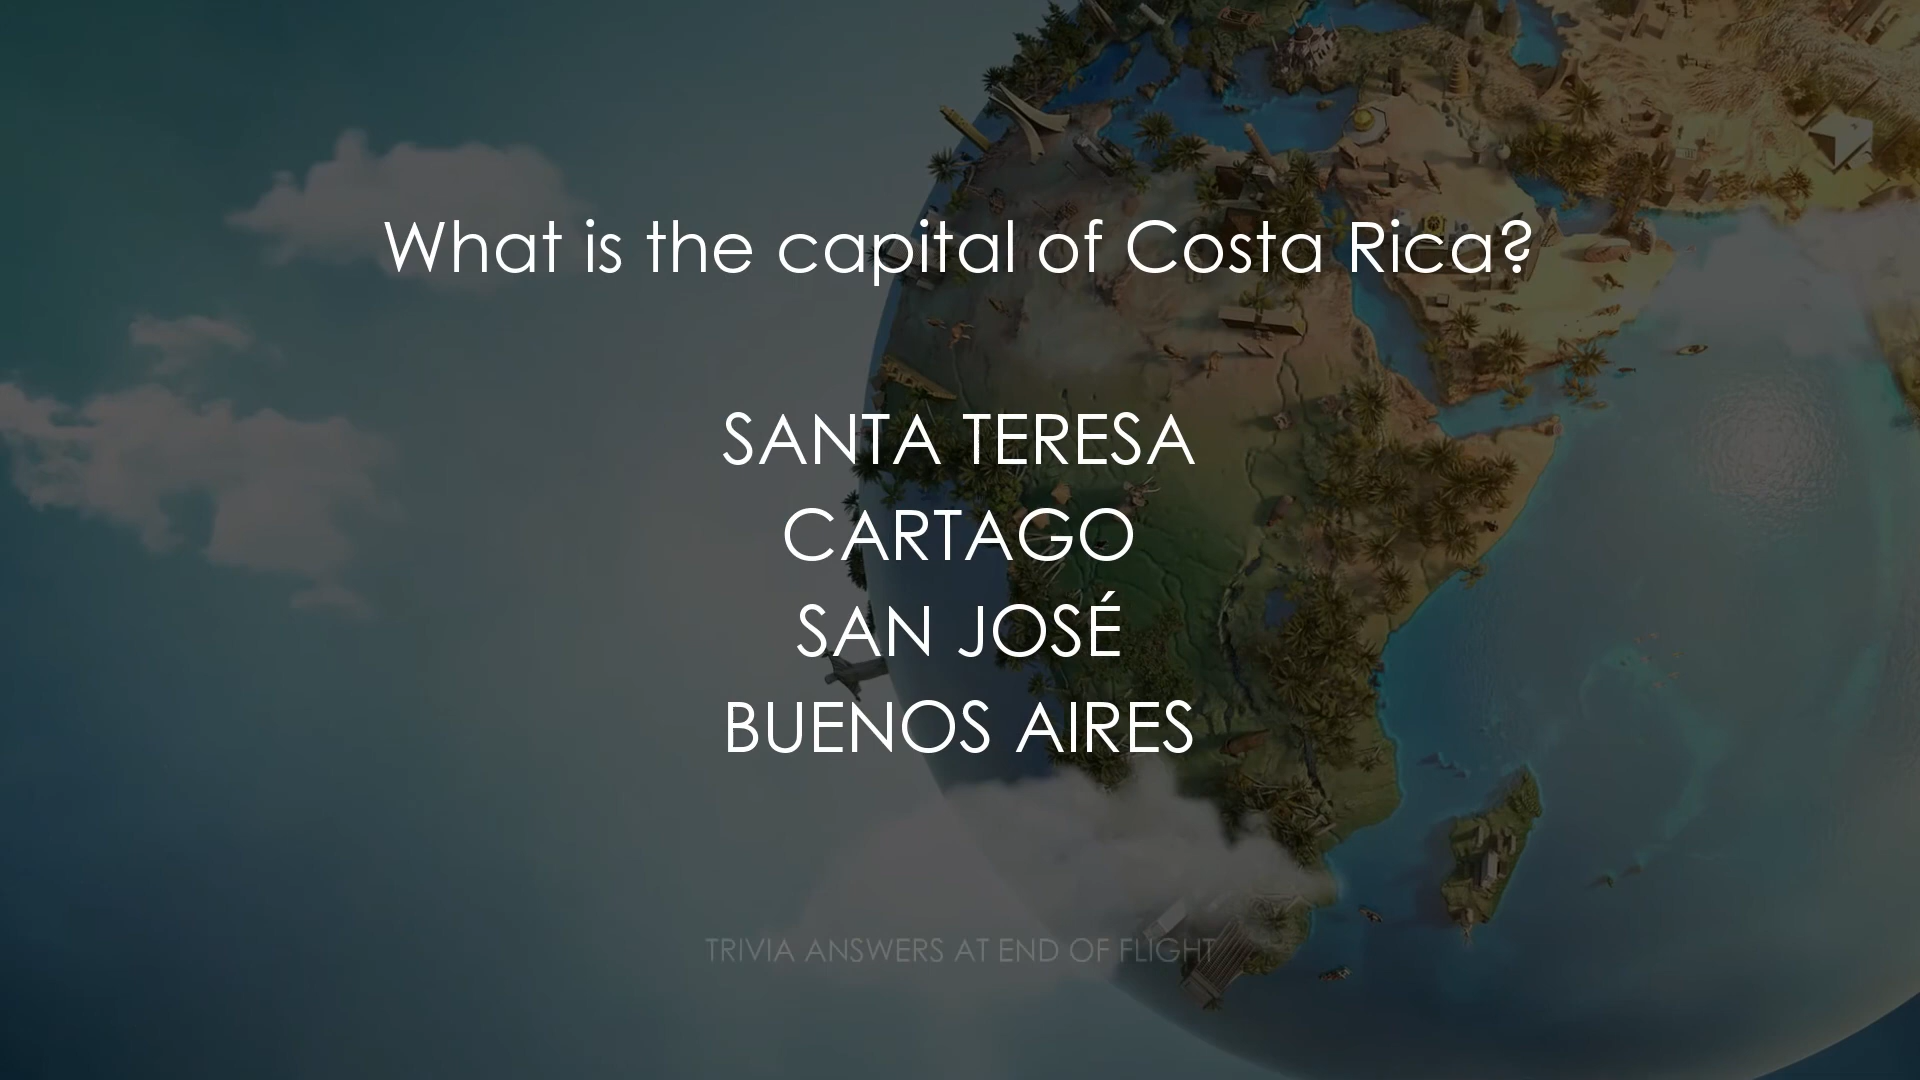 What is the capital of Costa Rica?
SANTA TERESA
CARTAGO
SAN JOSÉ
BUENOS AIRES
TRIVIA ANSWERS AT END OF FLIGHT